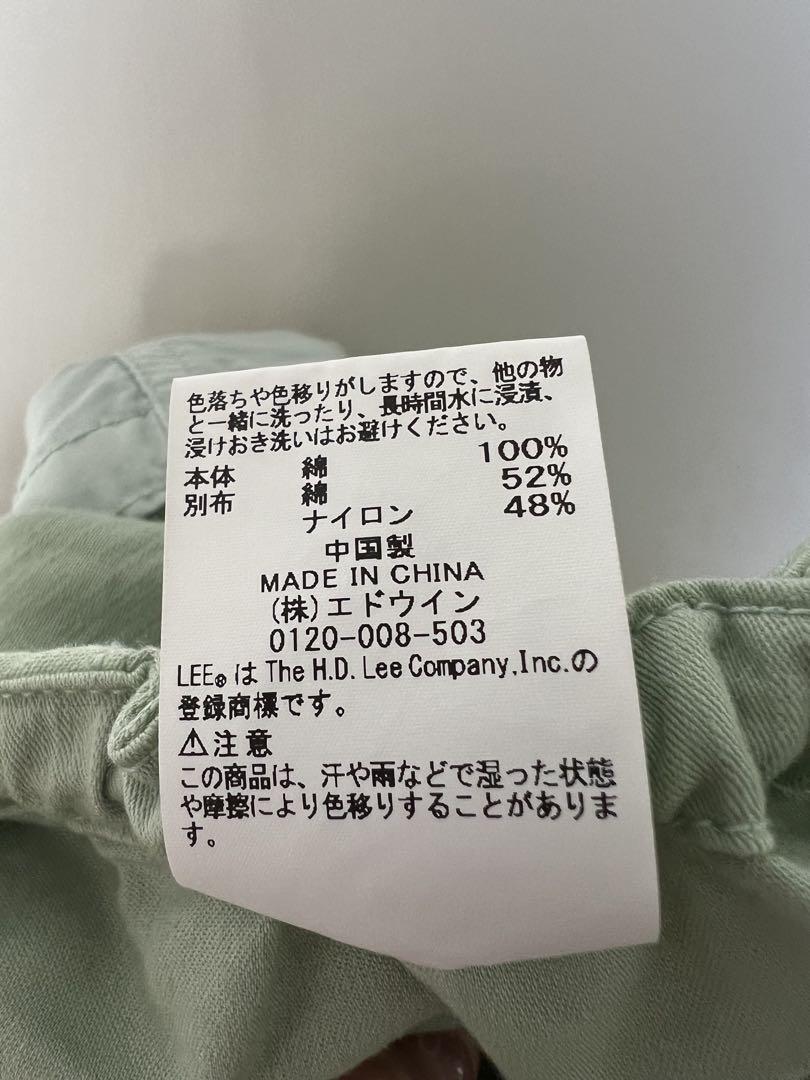 色落ちや色移りがしますので、他の物
と一緒に洗ったり、長時間水に浸漬、
浸けおき洗いはお避けください。
本体 綿 100%
別布 綿 52%
ナイロン 48%
中国製
MADE IN CHINA
(株)エドウイン
0120-008-503
LEE®は The H.D. Lee Company,Inc.の
登録商標です。
⚠注意
この商品は、汗や雨などで湿った状態
や摩擦により色移りすることがありま
す。